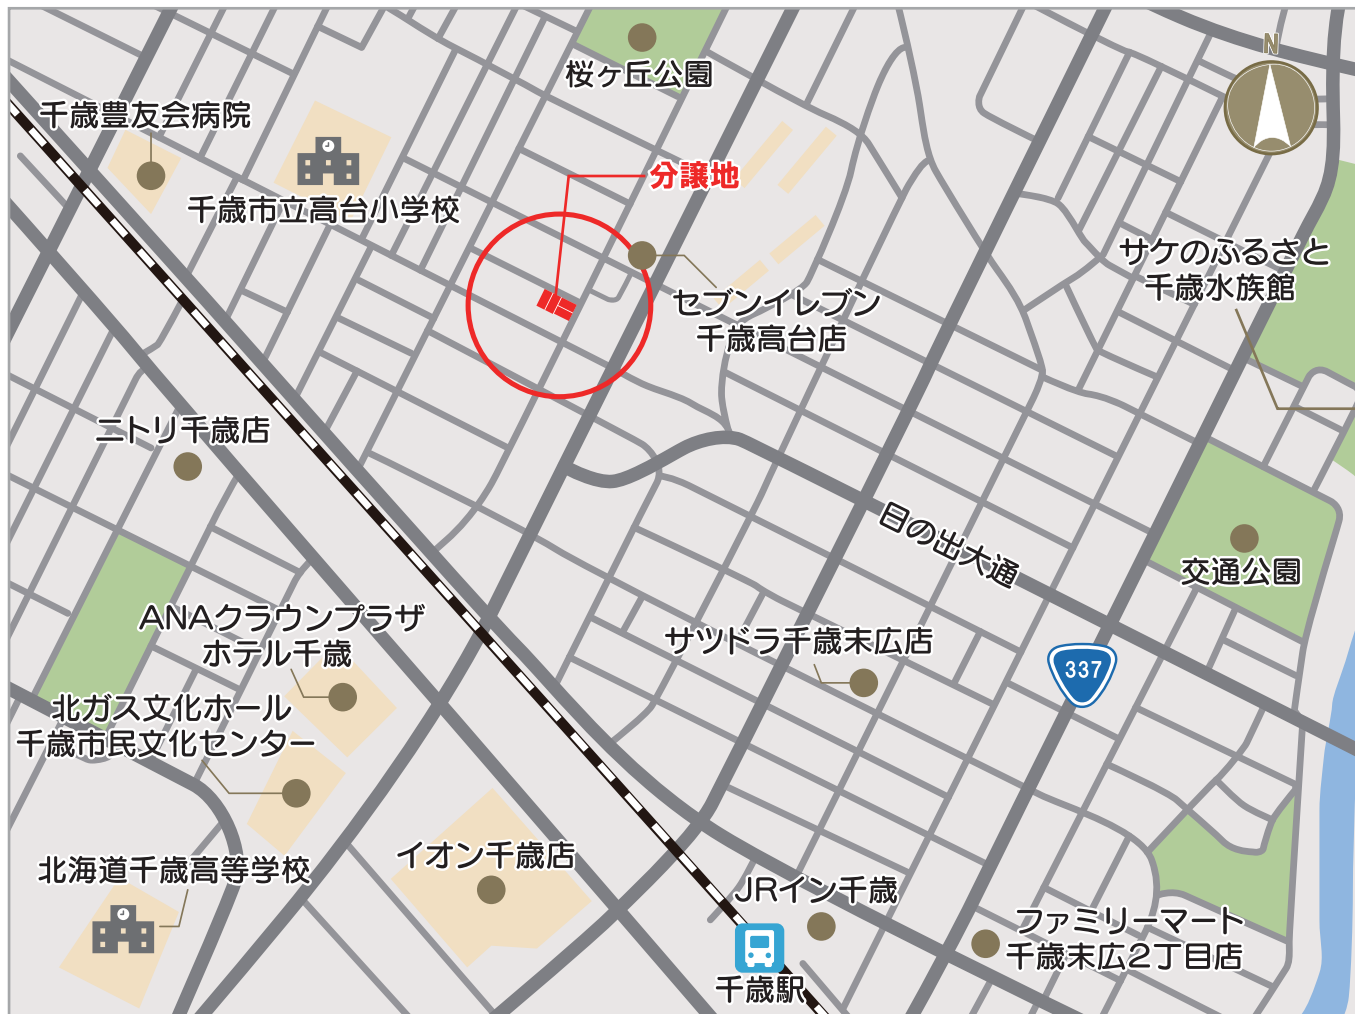 N
桜ヶ丘公園
千歳豊友会病院
分譲地
千歳市立高台小学校
サケのふるさと
千歳水族館
セブンイレブン
千歳高台店
ニトリ千歳店
日の出大通
交通公園
ANAクラウンプラザ
ホテル千歳
サツドラ千歳末広店
337
北ガス文化ホール
千歳市民文化センター
イオン千歳店
北海道千歳高等学校
JRイン千歳
ファミリーマート
千歳末広2丁目店
千歳駅